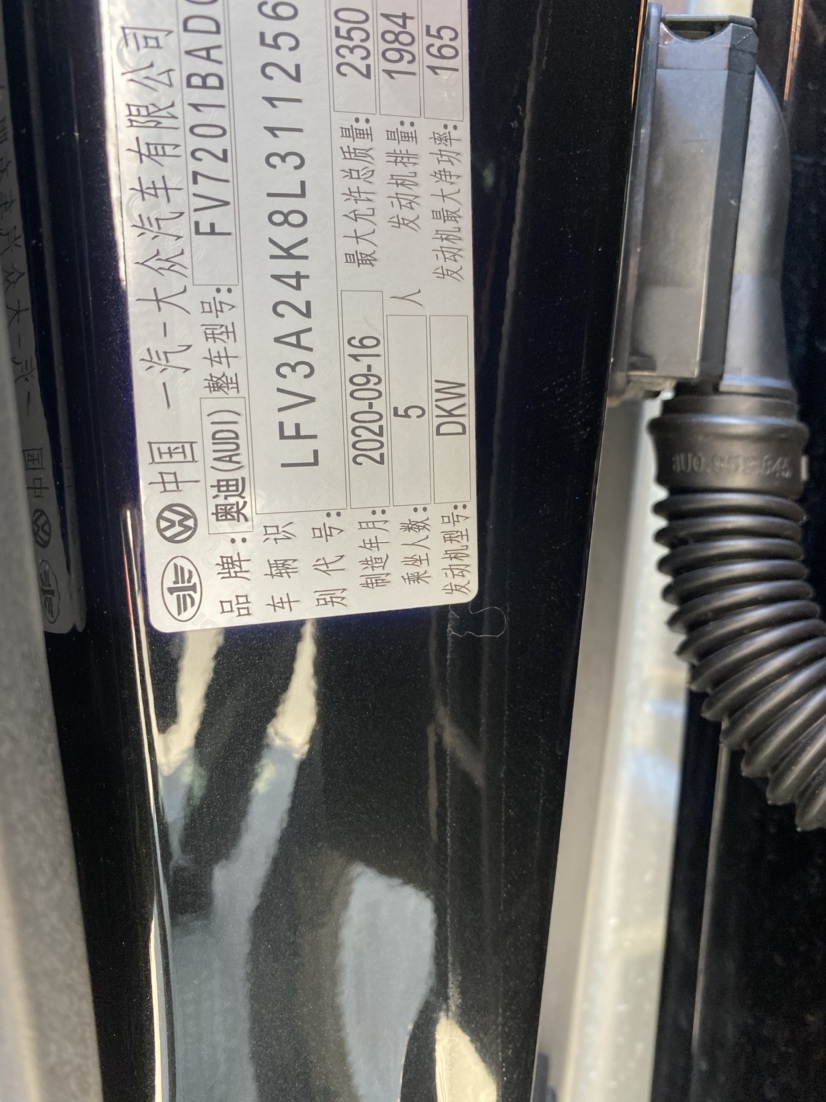 中国 一汽-大众汽车有限公司
品牌: 奥迪(AUDI) 整车型号: FV7201BAD
车辆识别代号: LFV3A24K8L311256
制造年月: 2020-09-16 最大允许总质量: 2350
乘坐人数: 5 人 发动机排量: 1984
发动机型号: DKW 发动机最大净功率: 165